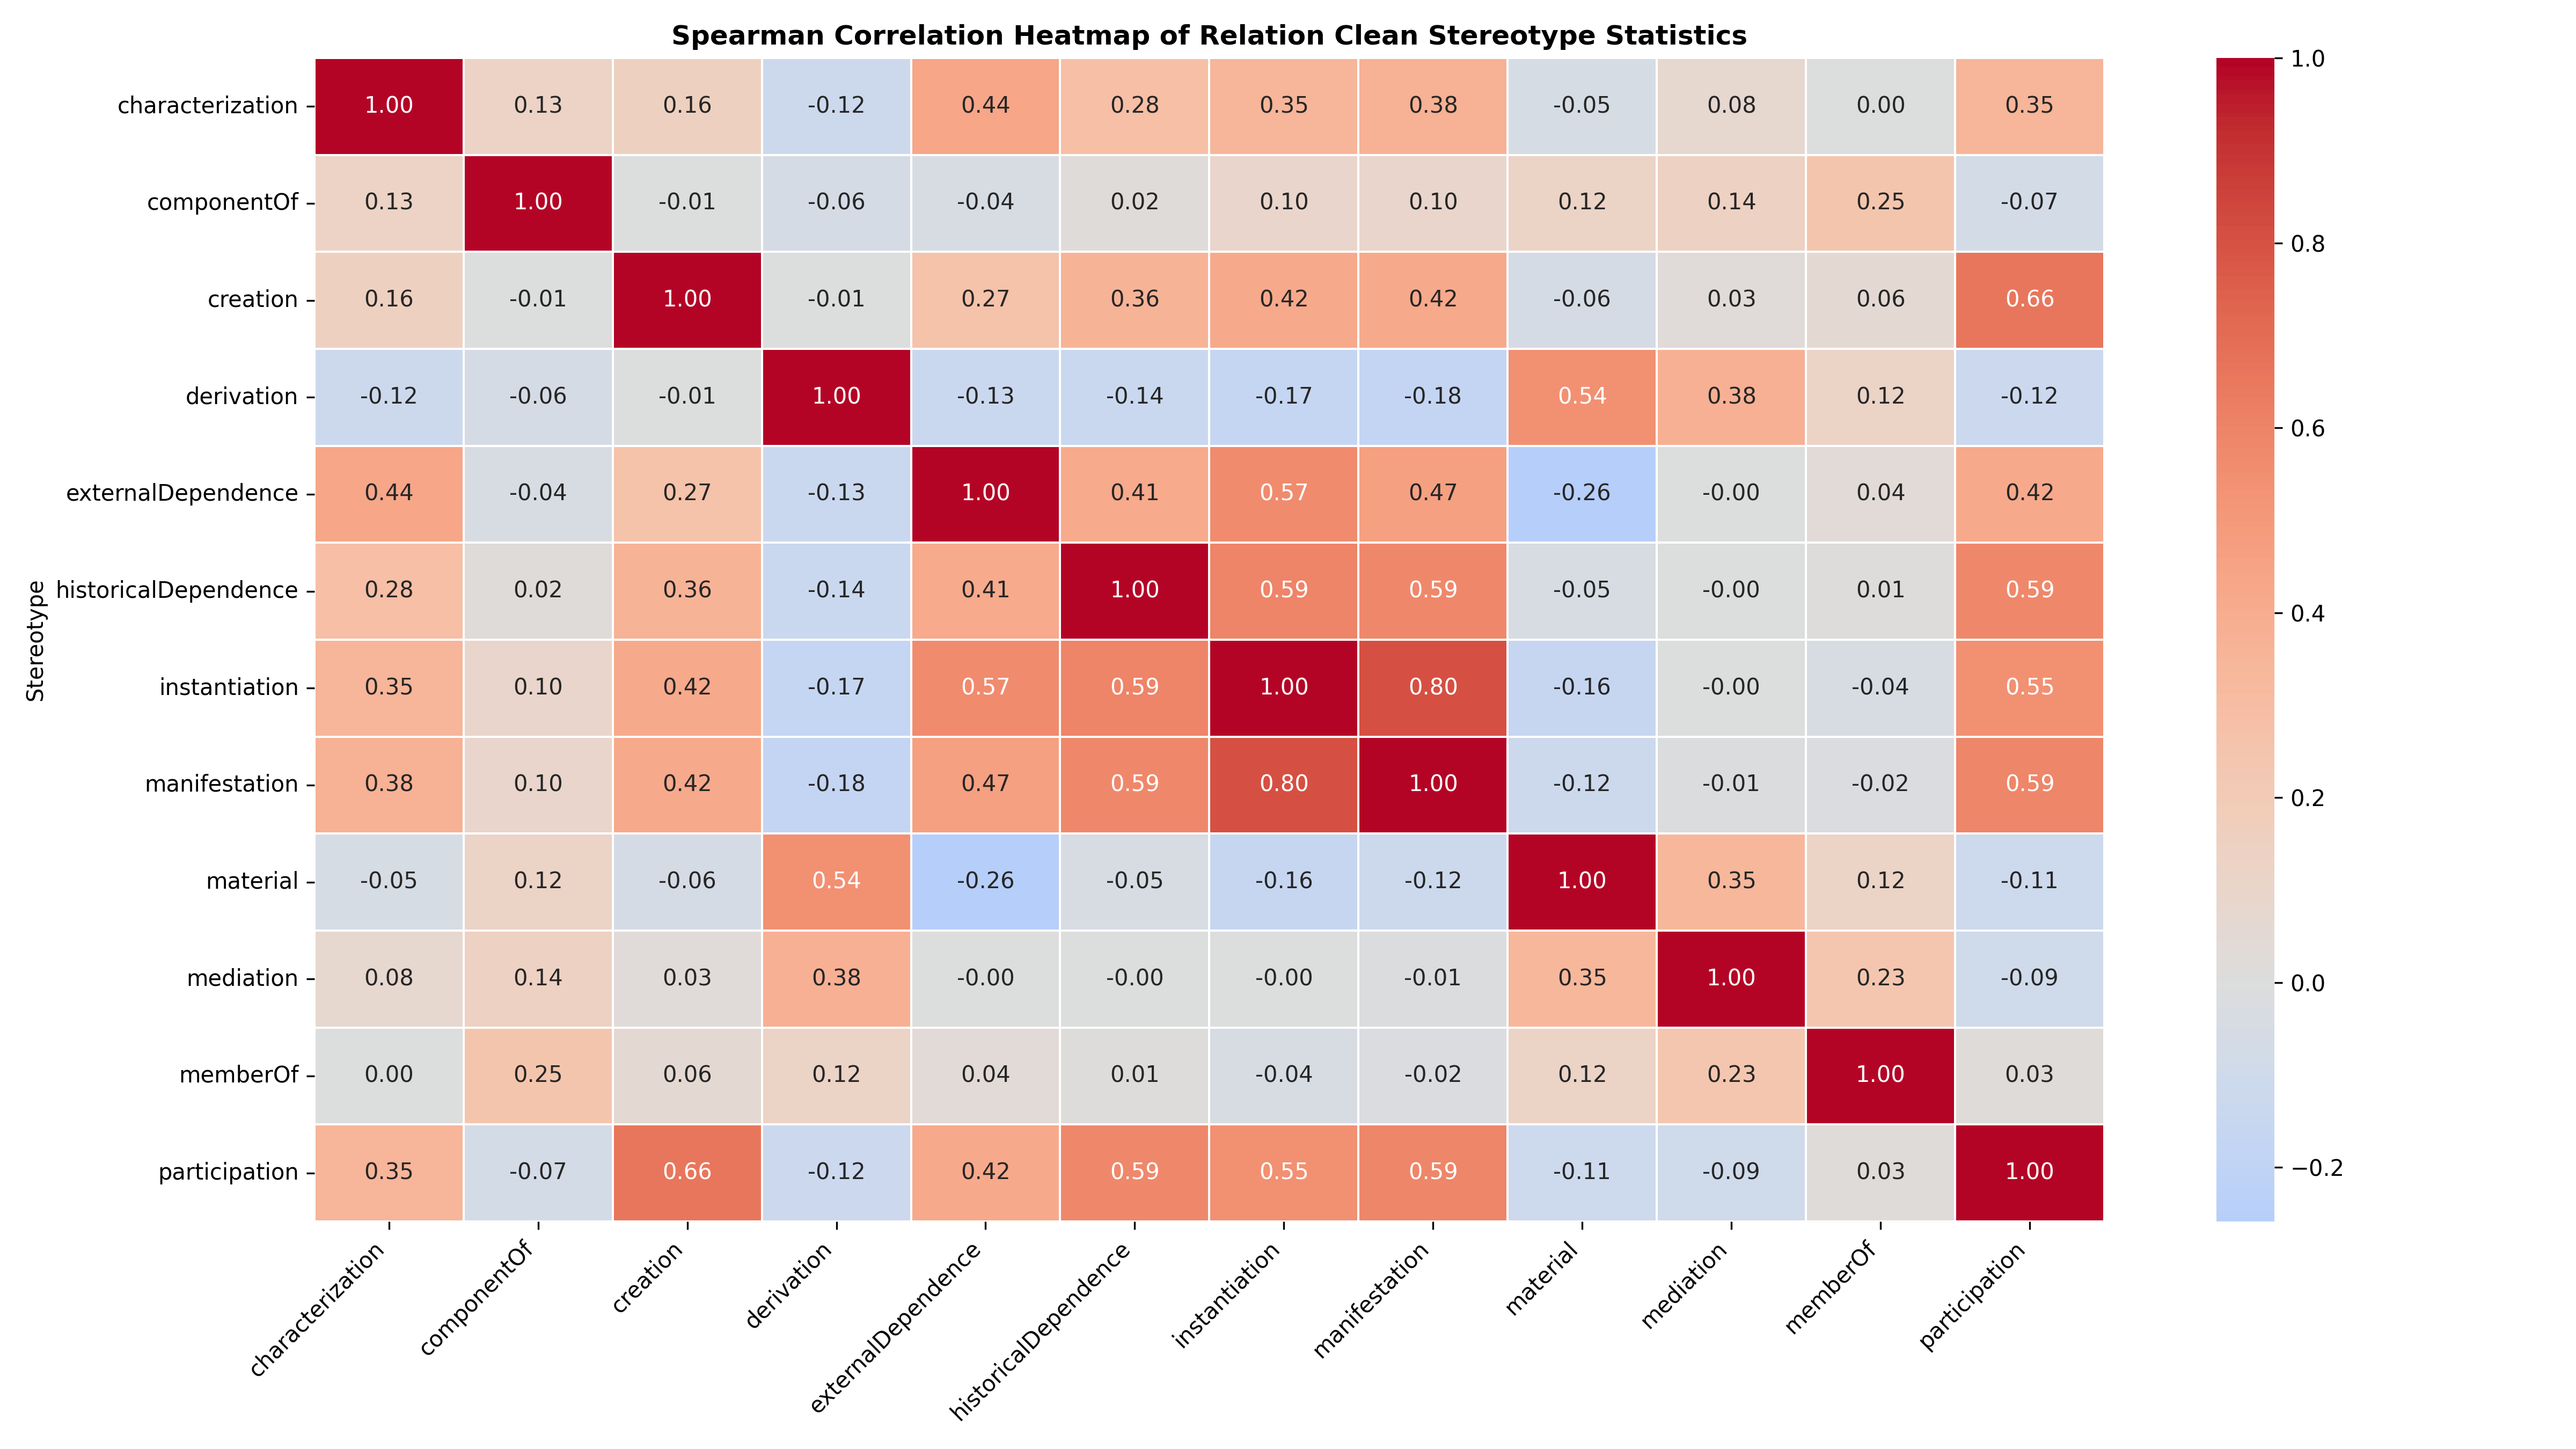 Spearman Correlation Heatmap of Relation Clean Stereotype Statistics
Stereotype
characterization 1.00 0.13 0.16 -0.12 0.44 0.28 0.35 0.38 -0.05 0.08 0.00 0.35
componentOf 0.13 1.00 -0.01 -0.06 -0.04 0.02 0.10 0.10 0.12 0.14 0.25 -0.07
creation 0.16 -0.01 1.00 -0.01 0.27 0.36 0.42 0.42 -0.06 0.03 0.06 0.66
derivation -0.12 -0.06 -0.01 1.00 -0.13 -0.14 -0.17 -0.18 0.54 0.38 0.12 -0.12
externalDependence 0.44 -0.04 0.27 -0.13 1.00 0.41 0.57 0.47 -0.26 -0.00 0.04 0.42
historicalDependence 0.28 0.02 0.36 -0.14 0.41 1.00 0.59 0.59 -0.05 -0.00 0.01 0.59
instantiation 0.35 0.10 0.42 -0.17 0.57 0.59 1.00 0.80 -0.16 -0.00 -0.04 0.55
manifestation 0.38 0.10 0.42 -0.18 0.47 0.59 0.80 1.00 -0.12 -0.01 -0.02 0.59
material -0.05 0.12 -0.06 0.54 -0.26 -0.05 -0.16 -0.12 1.00 0.35 0.12 -0.11
mediation 0.08 0.14 0.03 0.38 -0.00 -0.00 -0.00 -0.01 0.35 1.00 0.23 -0.09
memberOf 0.00 0.25 0.06 0.12 0.04 0.01 -0.04 -0.02 0.12 0.23 1.00 0.03
participation 0.35 -0.07 0.66 -0.12 0.42 0.59 0.55 0.59 -0.11 -0.09 0.03 1.00
characterization
componentOf
creation
derivation
externalDependence
historicalDependence
instantiation
manifestation
material
mediation
memberOf
participation
1.0
0.8
0.6
0.4
0.2
0.0
−0.2